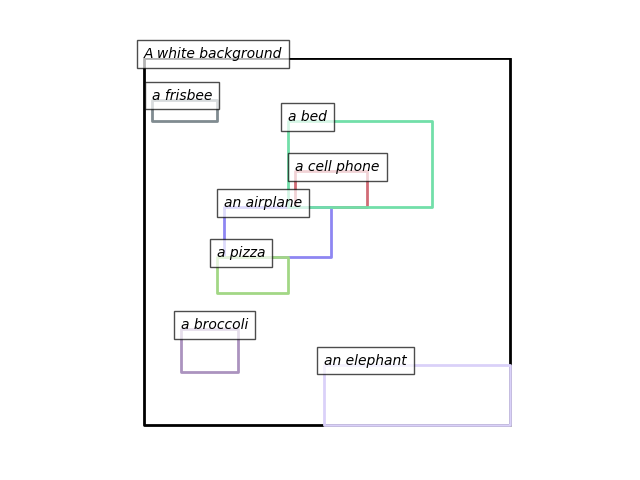 A white background
a frisbee
a bed
a cell phone
an airplane
a pizza
a broccoli
an elephant